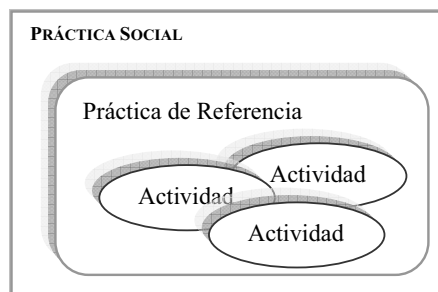 PRÁCTICA SOCIAL
Práctica de Referencia
Actividad
Actividad
Actividad